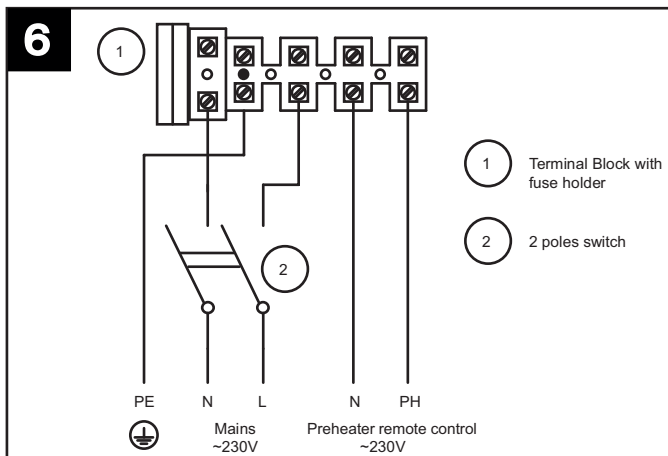 6
1
1 Terminal Block with
fuse holder
2 2 poles switch
2
PE N L N PH
Mains Preheater remote control
~230V ~230V